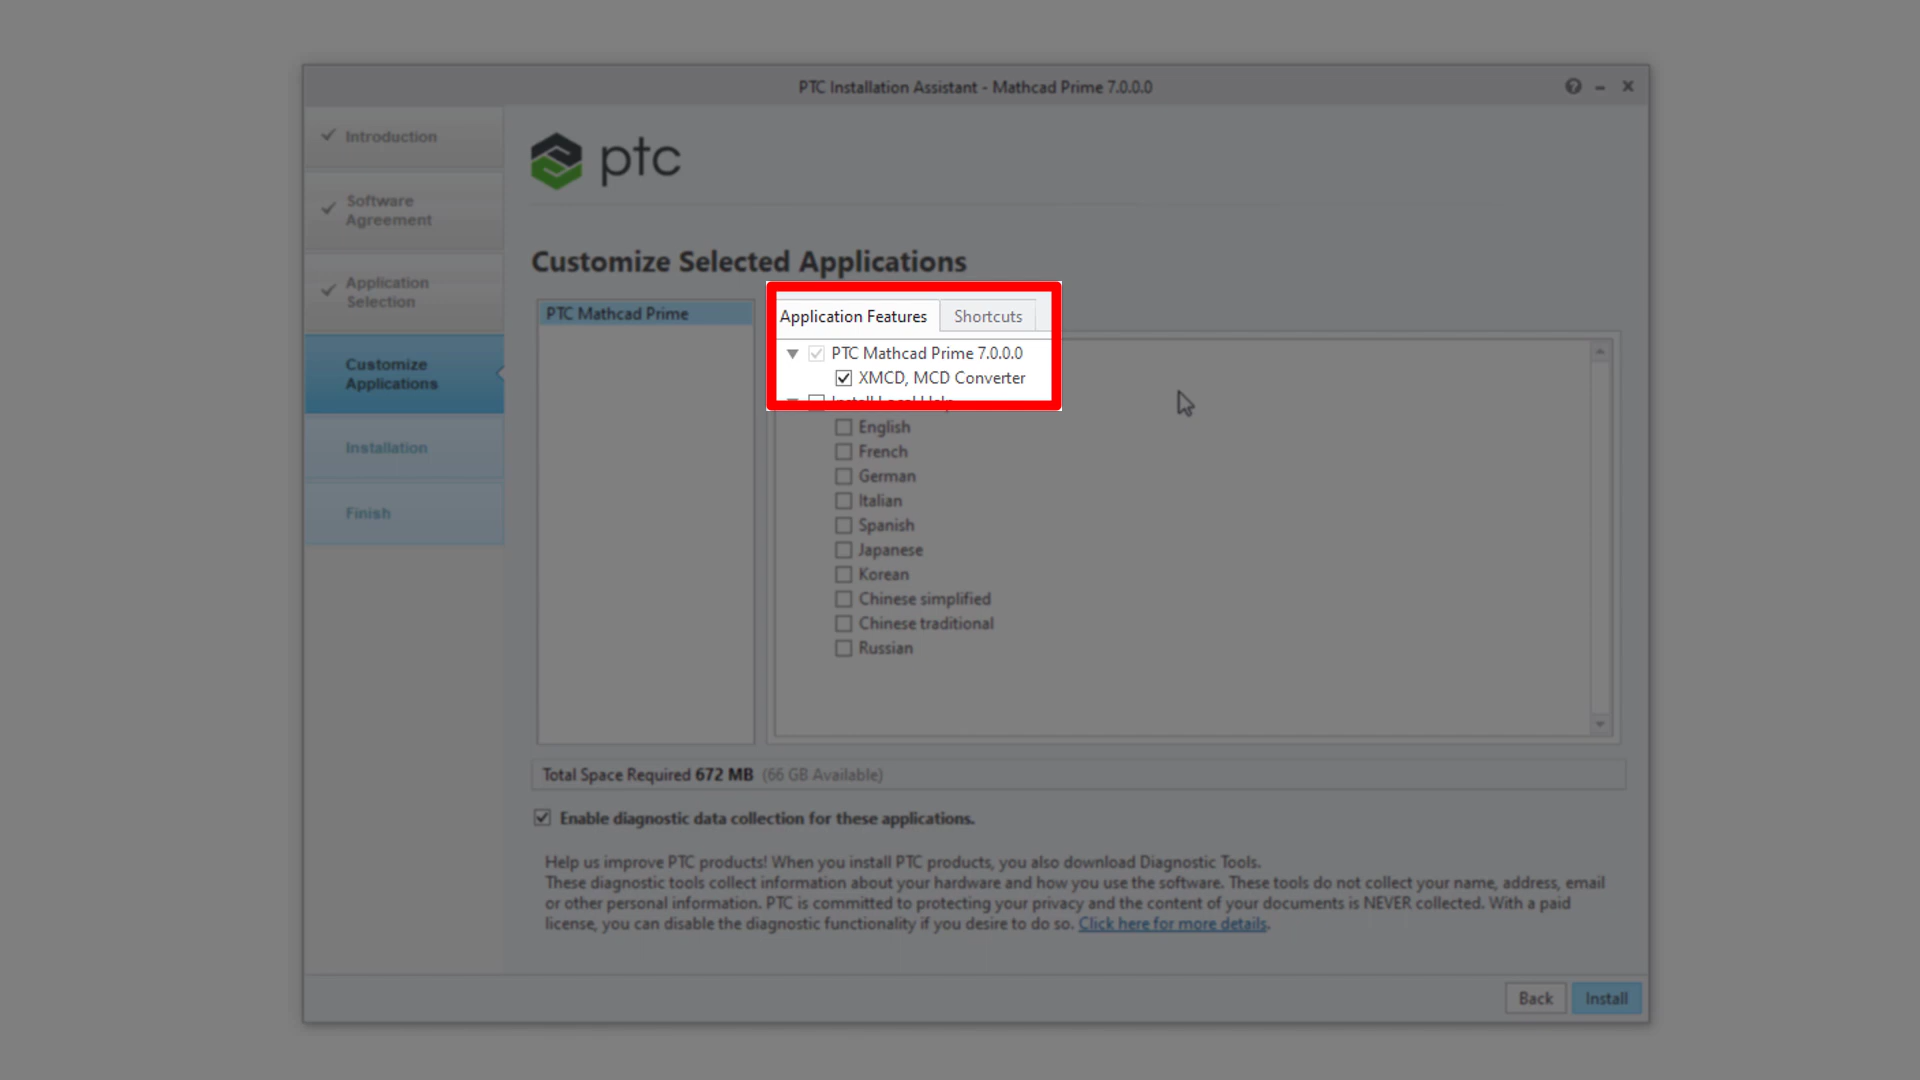 PTC Installation Assistant - Mathcad Prime 7.0.0.0
Introduction
Software
Agreement
Application
Selection
Customize
Applications
Installation
Finish
ptc
Customize Selected Applications
PTC Mathcad Prime
Application Features
Shortcuts
PTC Mathcad Prime 7.0.0.0
XMCD, MCD Converter
Install Local Help
English
French
German
Italian
Spanish
Japanese
Korean
Chinese simplified
Chinese traditional
Russian
Total Space Required 672 MB (66 GB Available)
Enable diagnostic data collection for these applications.
Help us improve PTC products! When you install PTC products, you also download Diagnostic Tools.
These diagnostic tools collect information about your hardware and how you use the software. These tools do not collect your name, address, email
or other personal information. PTC is committed to protecting your privacy and the content of your documents is NEVER collected. With a paid
license, you can disable the diagnostic functionality if you desire to do so. Click here for more details.
Back
Install